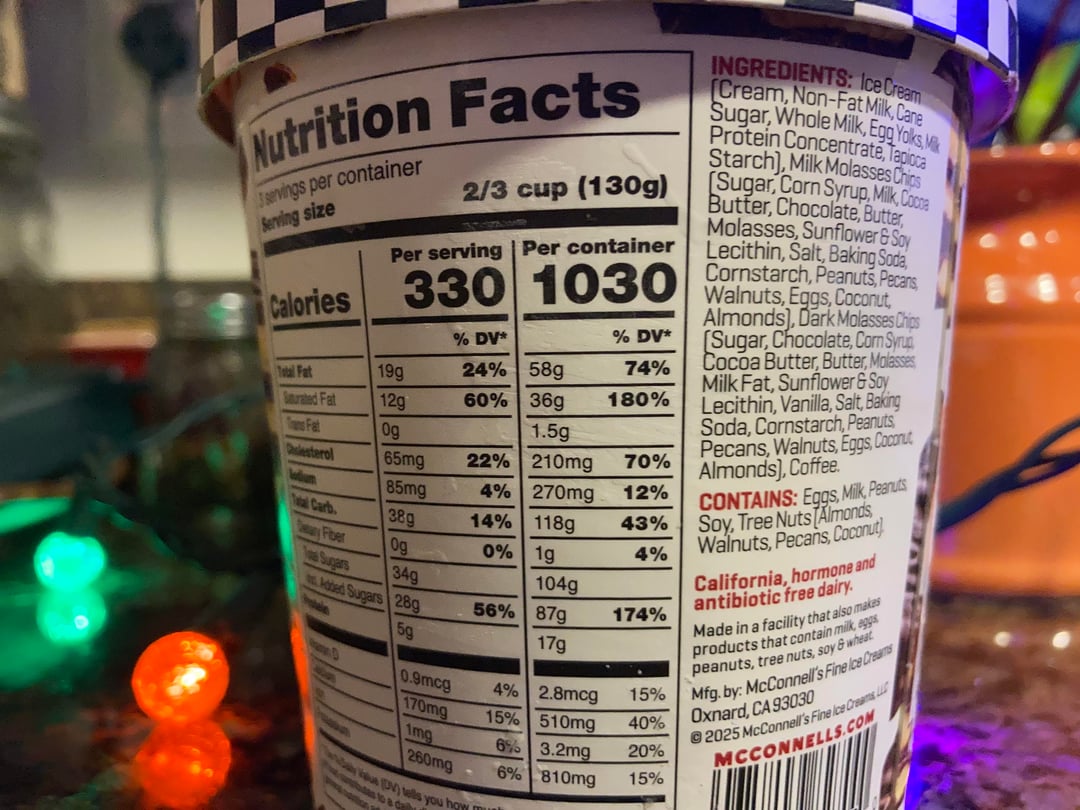 Nutrition Facts
servings per container
Serving size 2/3 cup (130g)
Per serving Per container
Calories 330 1030
% DV* % DV*
Total Fat 19g 24% 58g 74%
Saturated Fat 12g 60% 36g 180%
Trans Fat 0g 1.5g
Cholesterol 65mg 22% 210mg 70%
Sodium 85mg 4% 270mg 12%
Total Carb. 38g 14% 118g 43%
Dietary Fiber 0g 0% 1g 4%
Total Sugars 34g 104g
Incl. Added Sugars 28g 56% 87g 174%
Protein 5g 17g
Vitamin D 0.9mcg 4% 2.8mcg 15%
170mg 15% 510mg 40%
1mg 6% 3.2mg 20%
260mg 6% 810mg 15%
Daily Value (DV) tells you how much
INGREDIENTS: Ice Cream
(Cream, Non-Fat Milk, Cane
Sugar, Whole Milk, Egg Yolks, Milk
Protein Concentrate, Tapioca
Starch), Milk Molasses Chips
(Sugar, Corn Syrup, Milk, Cocoa
Butter, Chocolate, Butter,
Molasses, Sunflower & Soy
Lecithin, Salt, Baking Soda,
Cornstarch, Peanuts, Pecans,
Walnuts, Eggs, Coconut,
Almonds), Dark Molasses Chips
(Sugar, Chocolate, Corn Syrup,
Cocoa Butter, Butter, Molasses,
Milk Fat, Sunflower & Soy
Lecithin, Vanilla, Salt, Baking
Soda, Cornstarch, Peanuts,
Pecans, Walnuts, Eggs, Coconut,
Almonds), Coffee.
CONTAINS: Eggs, Milk, Peanuts,
Soy, Tree Nuts (Almonds,
Walnuts, Pecans, Coconut).
California, hormone and
antibiotic free dairy.
Made in a facility that also makes
products that contain milk, eggs,
peanuts, tree nuts, soy & wheat.
Mfg. by: McConnell's Fine Ice Creams
Oxnard, CA 93030
© 2025 McConnell's Fine Ice Creams, LLC
MCCONNELLS.COM